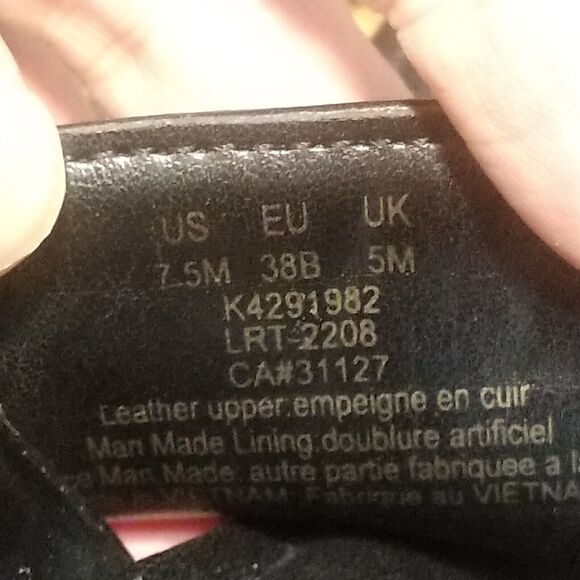 US EU UK
7.5M 38B 5M
K4291982
LRT-2208
CA#31127
Leather upper.empeigne en cuir
Man Made Lining.doublure artificiel
Man Made. autre partie fabriquee a
VIETNAM. Fabrique au VIETNA